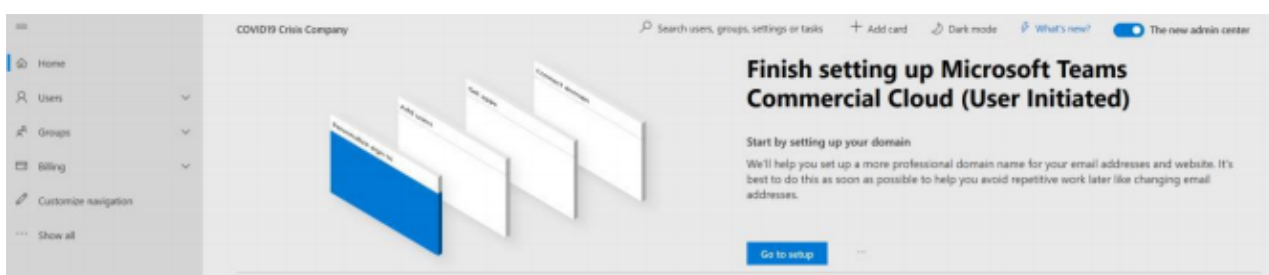 COVID19 Crisis Company
Search users, groups, settings or tasks
Add card
Dark mode
What's new?
The new admin center
Home
Users
Groups
Billing
Customize navigation
Show all
Personalize sign-in
Add users
Get apps
Connect domain
Finish setting up Microsoft Teams
Commercial Cloud (User Initiated)
Start by setting up your domain
We'll help you set up a more professional domain name for your email addresses and website. It's
best to do this as soon as possible to help you avoid repetitive work later like changing email
addresses.
Go to setup